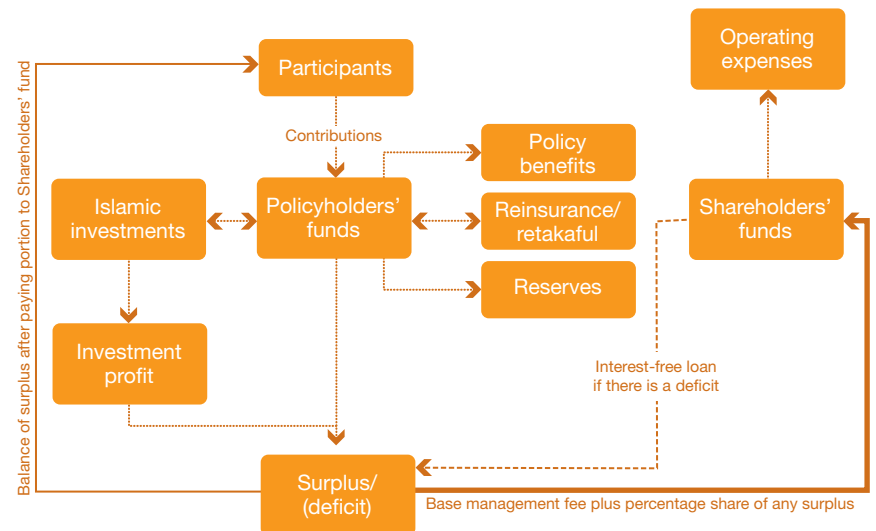 Operating
expenses
Participants
Contributions
Policy
benefits
Islamic
investments
Policyholders'
funds
Reinsurance/
retakaful
Shareholders'
funds
Reserves
Investment
profit
Interest-free loan
if there is a deficit
Surplus/
(deficit)
Base management fee plus percentage share of any surplus
Balance of surplus after paying portion to Shareholders' fund